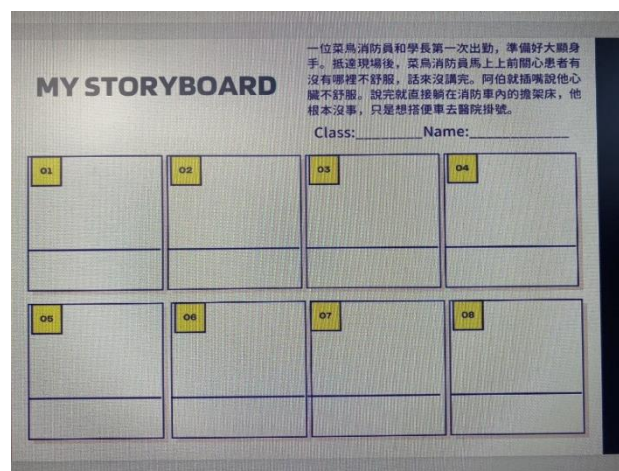 一位菜鳥消防員和學長第一次出勤，準備好大顯身
手。抵達現場後，菜鳥消防員馬上上前關心患者有
沒有哪裡不舒服，話來沒講完。阿伯就插嘴說他心
臟不舒服。說完就直接躺在消防車內的擔架床，他
根本沒事，只是想搭便車去醫院掛號。
MY STORYBOARD
Class:________Name:____________
01
02
03
04
05
06
07
08